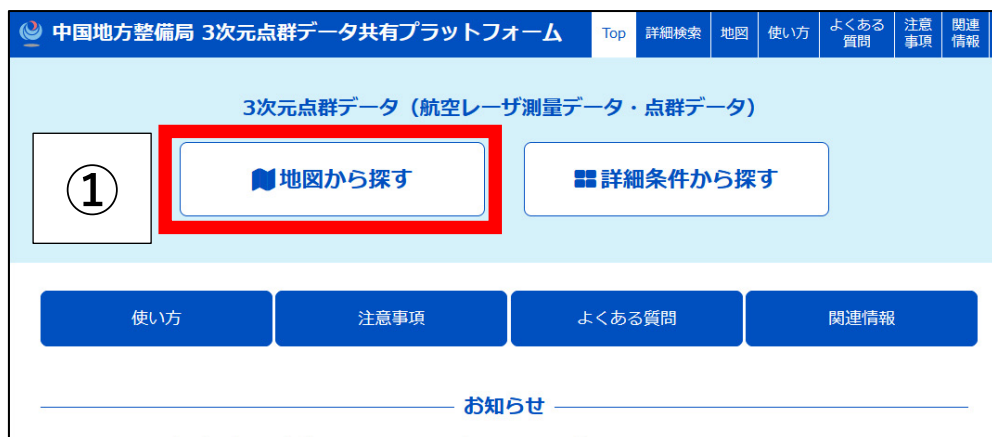 中国地方整備局 3次元点群データ共有プラットフォーム
Top
詳細検索
地図
使い方
よくある
質問
注意
事項
関連
情報
3次元点群データ（航空レーザ測量データ・点群データ）
①
地図から探す
詳細条件から探す
使い方
注意事項
よくある質問
関連情報
お知らせ